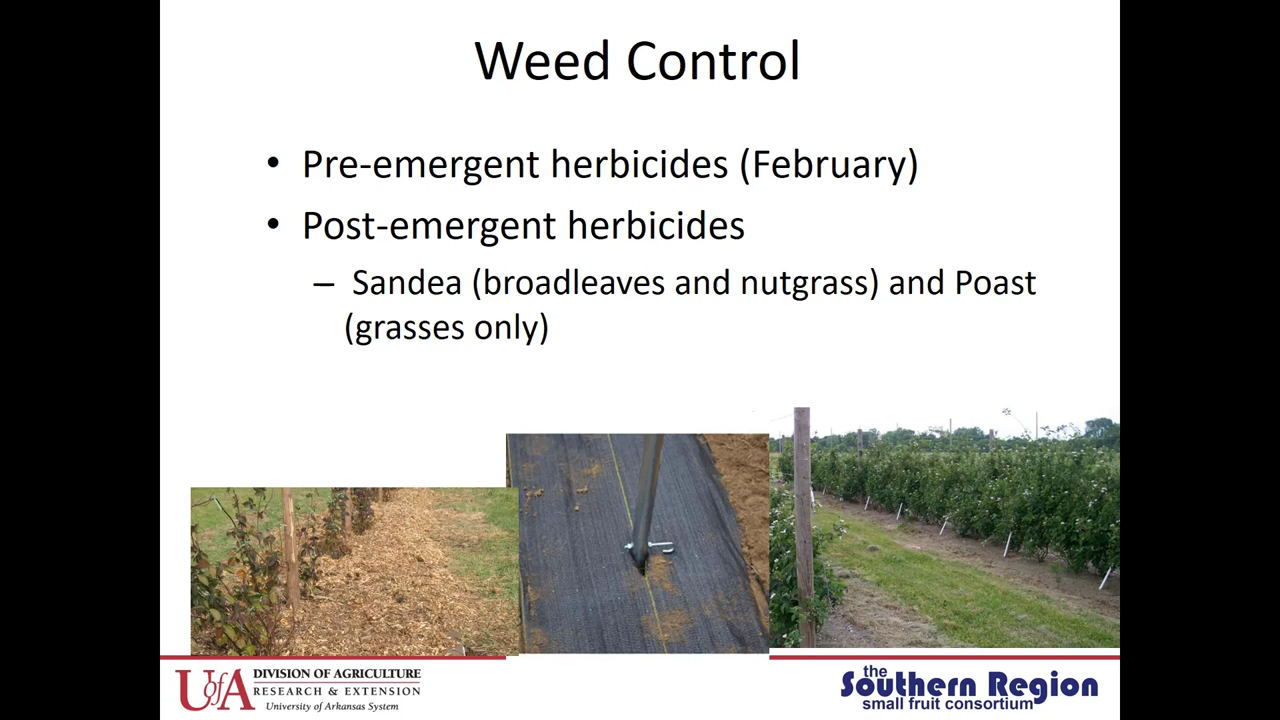 Weed Control
• Pre-emergent herbicides (February)
• Post-emergent herbicides
– Sandea (broadleaves and nutgrass) and Poast
(grasses only)
UofA
DIVISION OF AGRICULTURE
RESEARCH & EXTENSION
University of Arkansas System
the
Southern Region
small fruit consortium